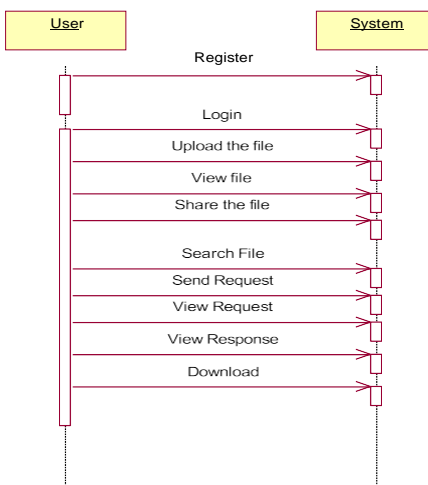 User
System
Register
Login
Upload the file
View file
Share the file
Search File
Send Request
View Request
View Response
Download